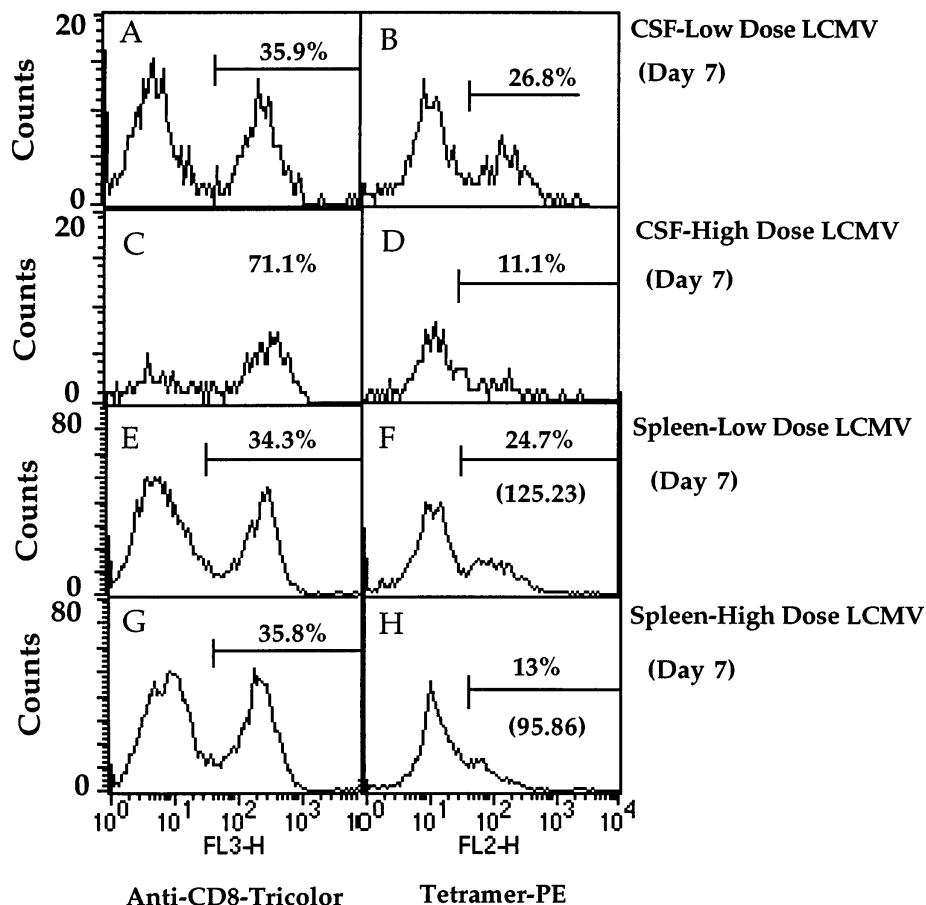 20 A 35.9% B 26.8% CSF-Low Dose LCMV
(Day 7)
Counts
0
20 C 71.1% D 11.1% CSF-High Dose LCMV
(Day 7)
Counts
0
80 E 34.3% F 24.7% Spleen-Low Dose LCMV
(125.23) (Day 7)
Counts
0
80 G 35.8% H 13% Spleen-High Dose LCMV
(95.86) (Day 7)
Counts
0
10^0 10^1 10^2 10^3 10^1 10^2 10^3 10^4
FL3-H FL2-H
Anti-CD8-Tricolor Tetramer-PE